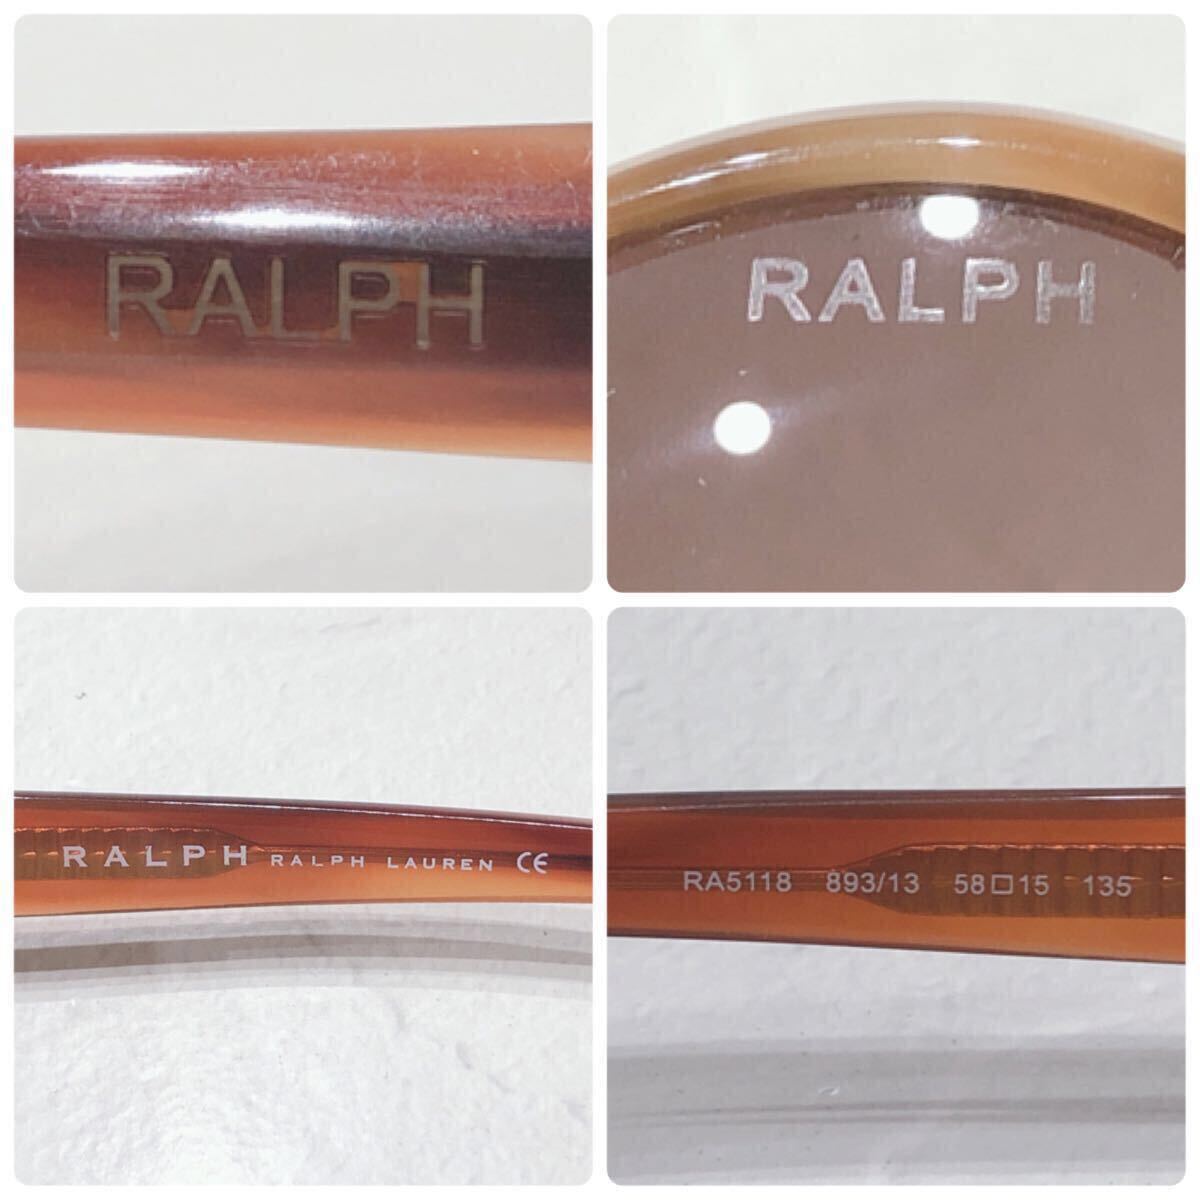 RALPH
RALPH
RALPH RALPH LAUREN CE
RA5118 893/13 58□15 135